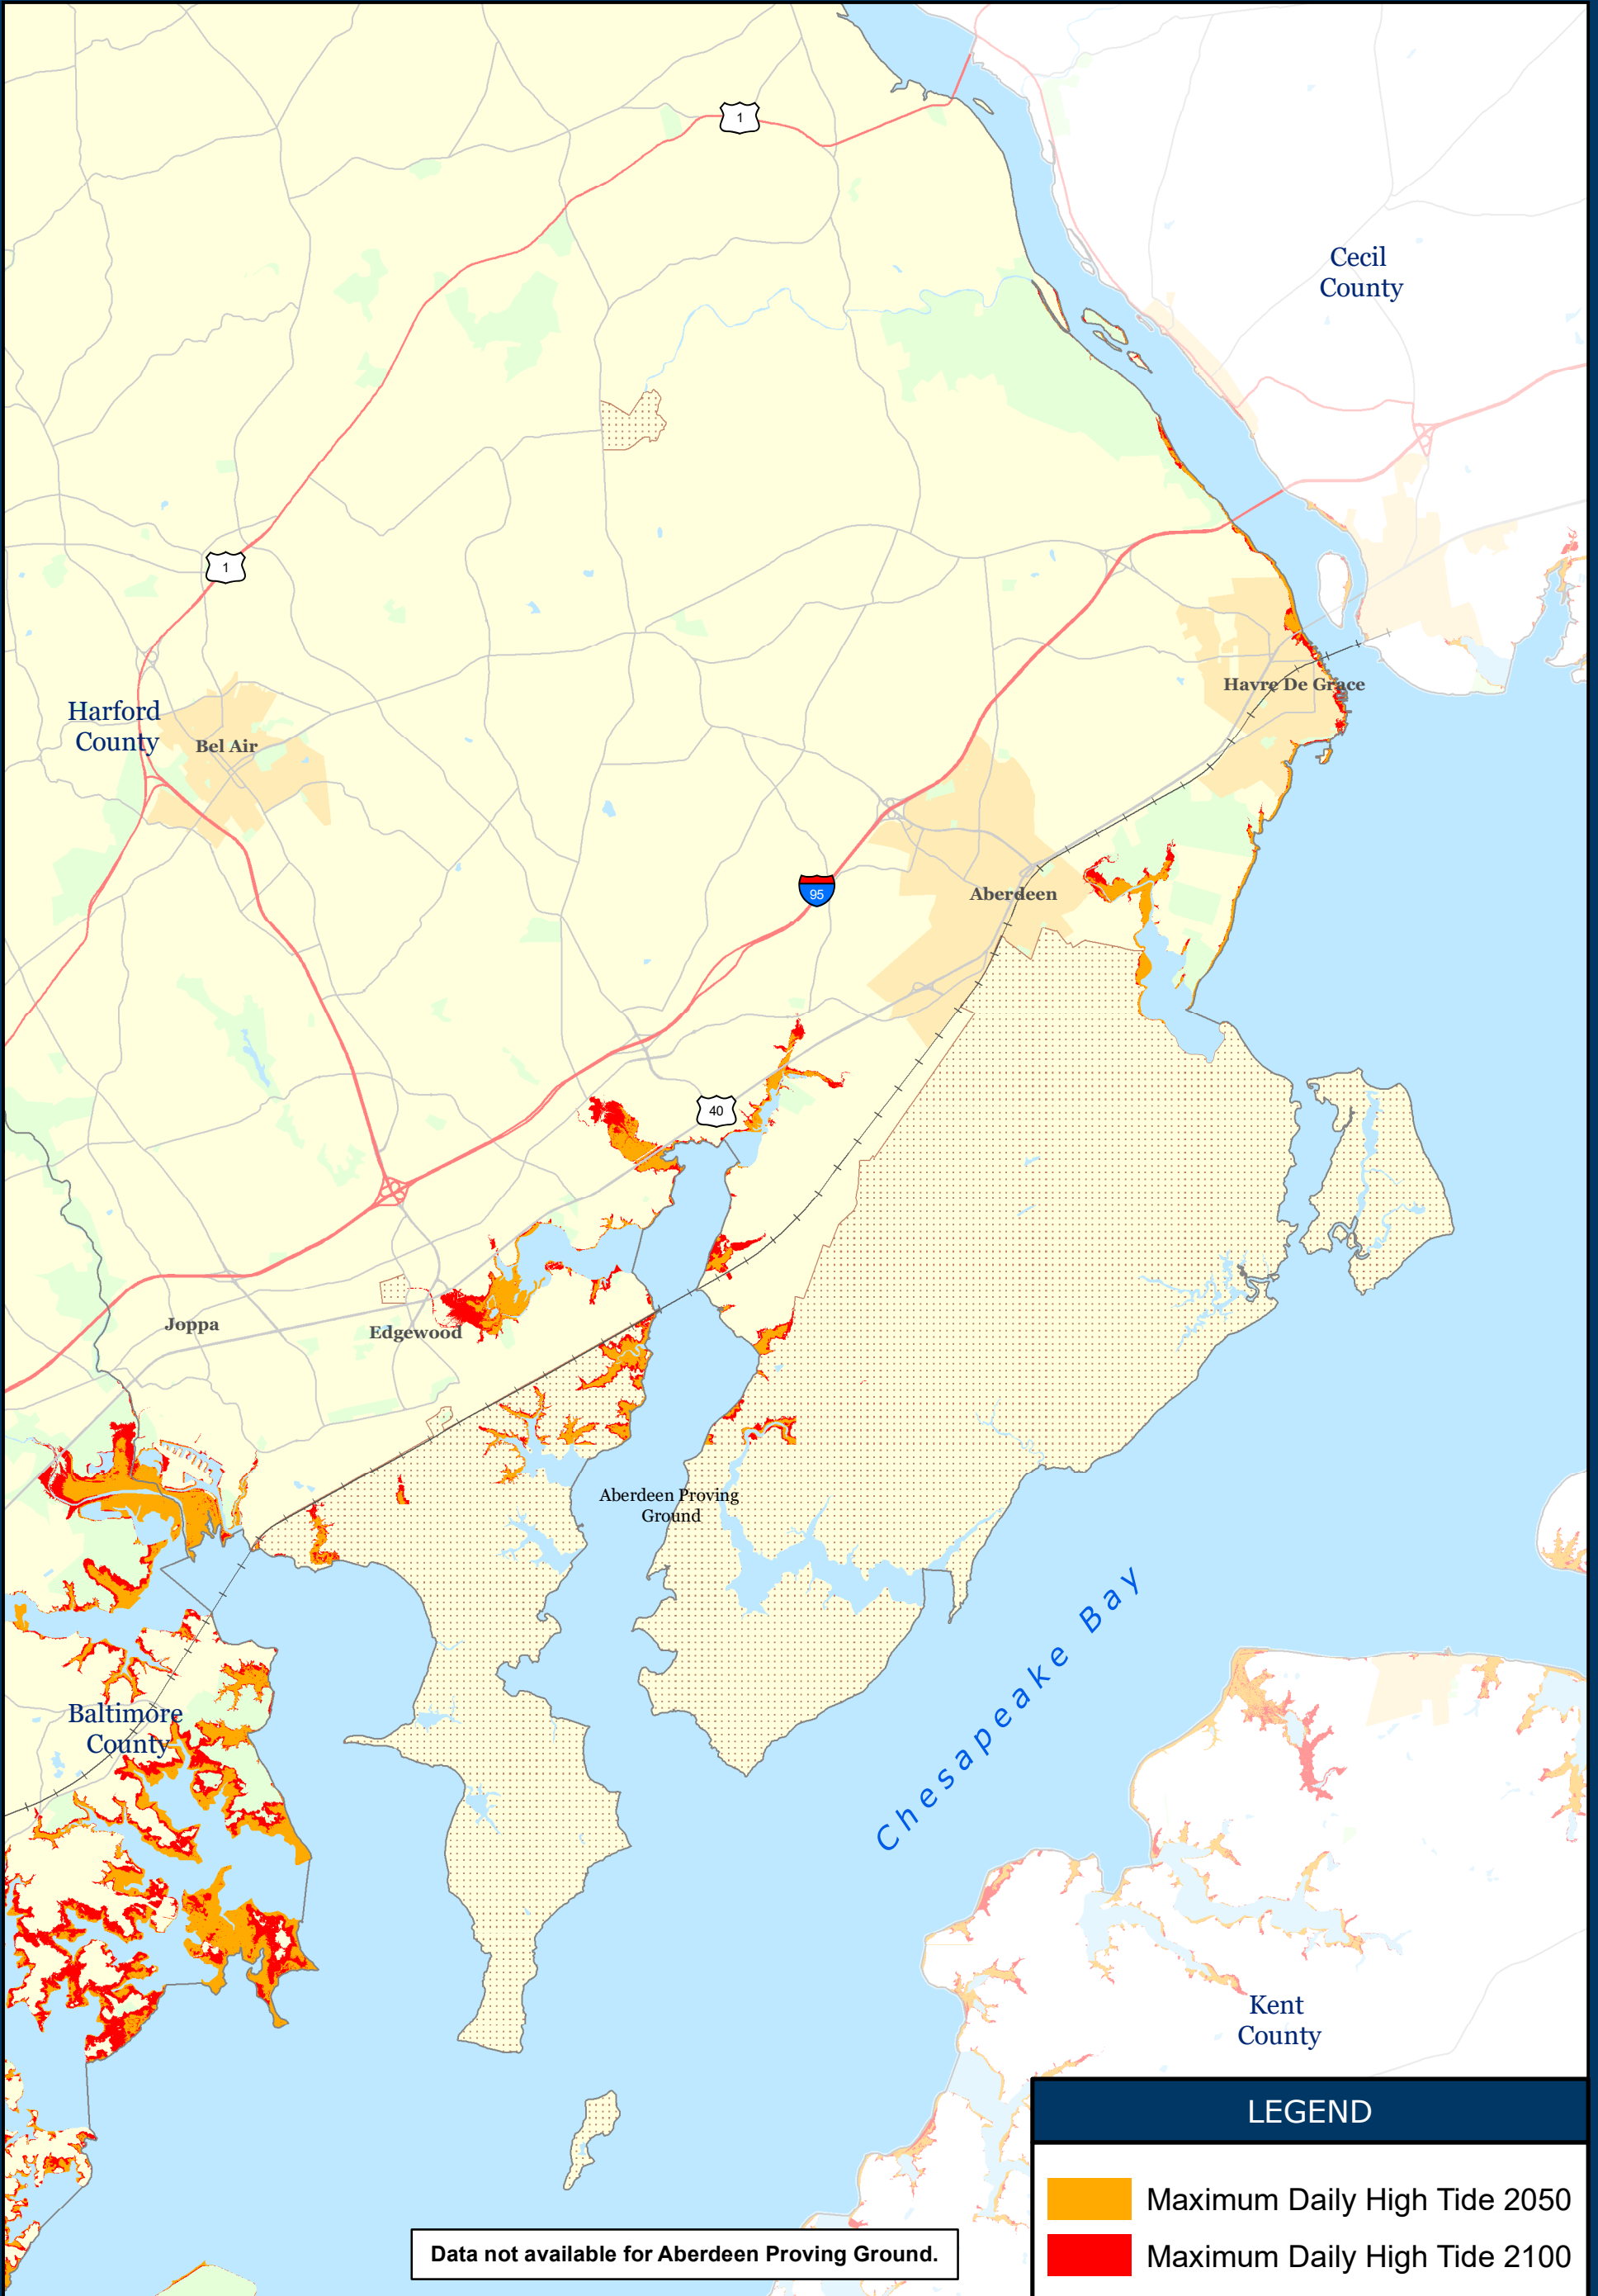 1
Cecil
County
1
Havre De Grace
Harford
County
Bel Air
95
Aberdeen
40
Joppa
Edgewood
Aberdeen Proving
Ground
Chesapeake Bay
Baltimore
County
Kent
County
LEGEND
Maximum Daily High Tide 2050
Maximum Daily High Tide 2100
Data not available for Aberdeen Proving Ground.